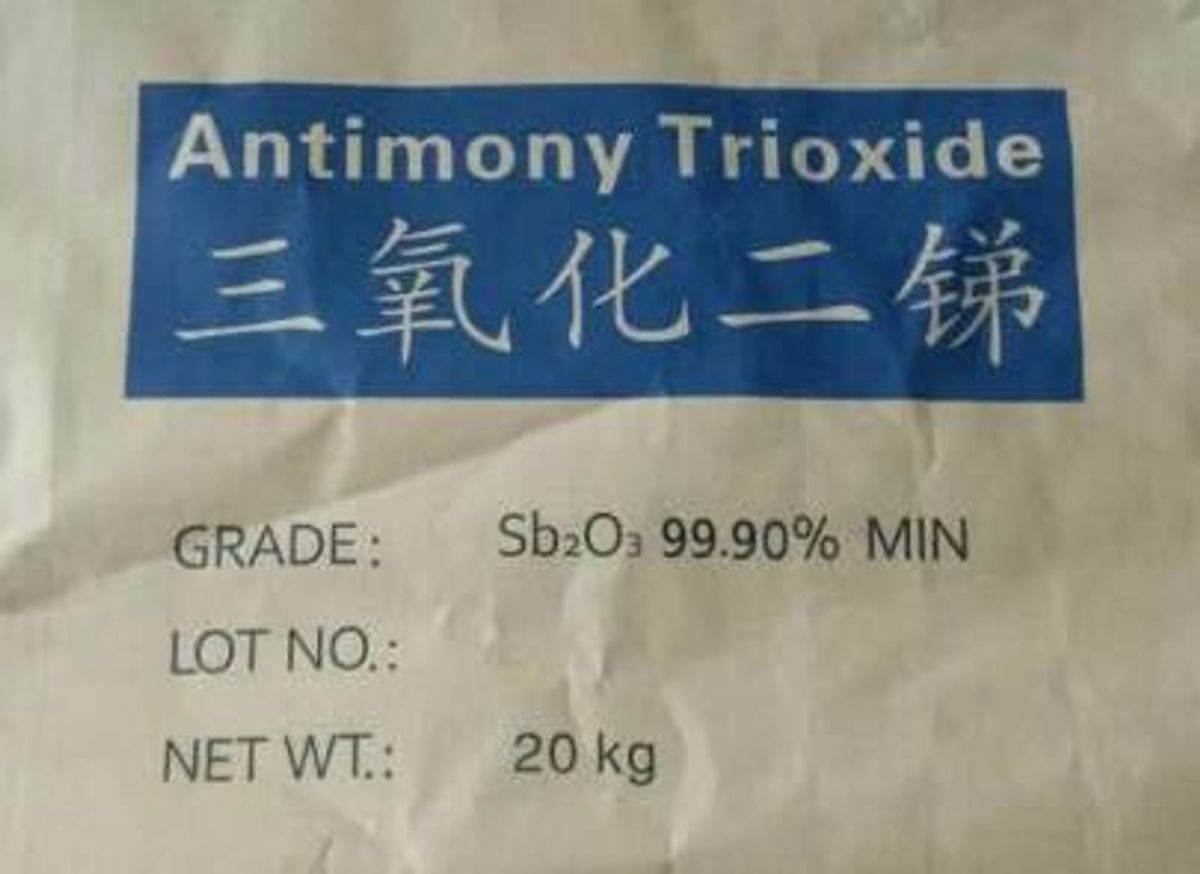 Antimony Trioxide
三氧化二锑
GRADE: Sb₂O₃ 99.90% MIN
LOT NO.:
NET WT.: 20 kg